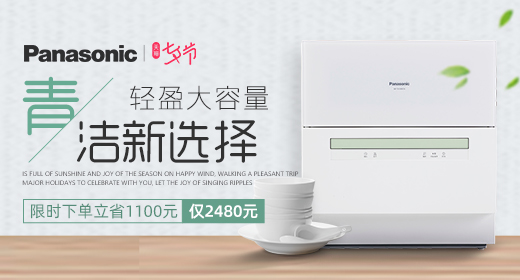 Panasonic
天猫 七夕节
轻盈大容量
青
洁新选择
IS FULL OF SUNSHINE AND JOY OF THE SEASON ON HAPPY WIND, WALKING A PLEASANT TRIP
MAJOR HOLIDAYS TO CELEBRATE WITH YOU, LET THE JOY OF SINGING RIPPLES
限时下单立省1100元 仅2480元
Panasonic